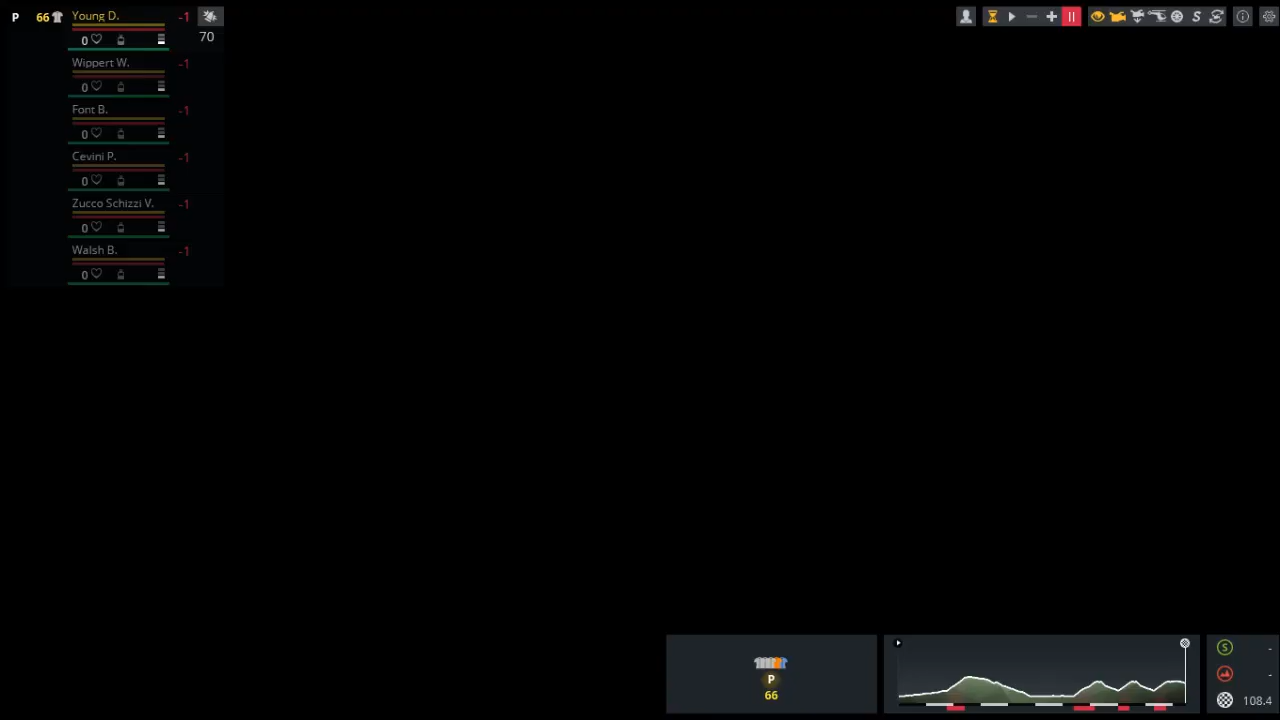 P 66 Young D. -1
0 70
Wippert W. -1
0
Font B. -1
0
Cevini P. -1
0
Zucco Schizzi V. -1
0
Walsh B. -1
0
S
P
66
S -
-
108.4